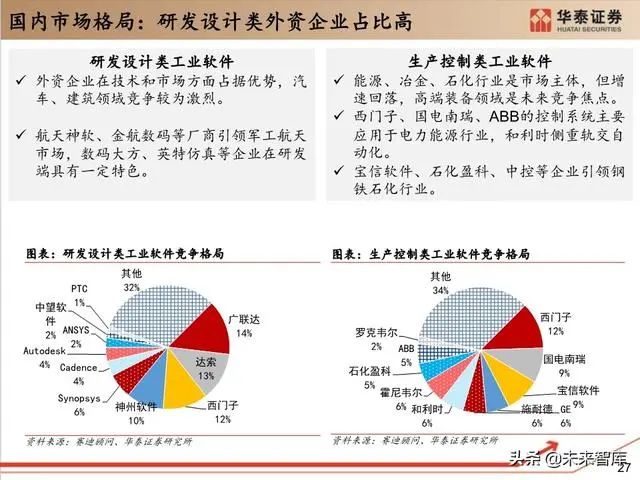 国内市场格局：研发设计类外资企业占比高
华泰证券
HUATAI SECURITIES
研发设计类工业软件
✓ 外资企业在技术和市场方面占据优势，汽
车、建筑领域竞争较为激烈。
✓ 航天神软、金航数码等厂商引领军工航天
市场，数码大方、英特仿真等企业在研发
端具有一定特色。
生产控制类工业软件
✓ 能源、冶金、石化行业是市场主体，但增
速回落，高端装备领域是未来竞争焦点。
✓ 西门子、国电南瑞、ABB的控制系统主要
应用于电力能源行业，和利时侧重轨交自
动化。
✓ 宝信软件、石化盈科、中控等企业引领钢
铁石化行业。
图表：研发设计类工业软件竞争格局
其他
32%
PTC
1%
中望软
件
2%
ANSYS
2%
Autodesk
4%
Cadence
4%
Synopsys
6%
神州软件
10%
西门子
12%
达索
13%
广联达
14%
资料来源：赛迪顾问、华泰证券研究所
图表：生产控制类工业软件竞争格局
其他
34%
罗克韦尔
2%
ABB
5%
石化盈科
5%
霍尼韦尔
6%
和利时
6%
GE
6%
施耐德
6%
宝信软件
9%
国电南瑞
9%
西门子
12%
资料来源：赛迪顾问、华泰证券研究所
头条 @未来智库
27